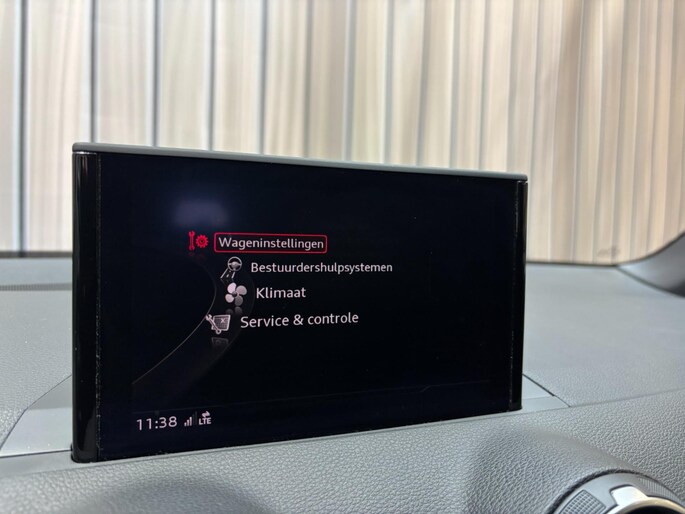 Wageninstellingen
Bestuurdershulpsystemen
Klimaat
Service & controle
11:38 LTE